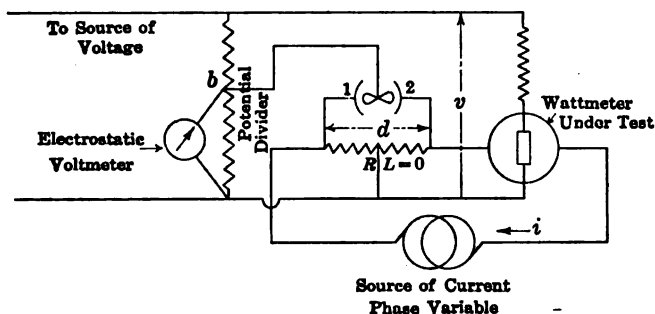 To Source of
Voltage
b
Potential
Divider
1
2
d
R L=0
v
Wattmeter
Under Test
Electrostatic
Voltmeter
i
Source of Current
Phase Variable